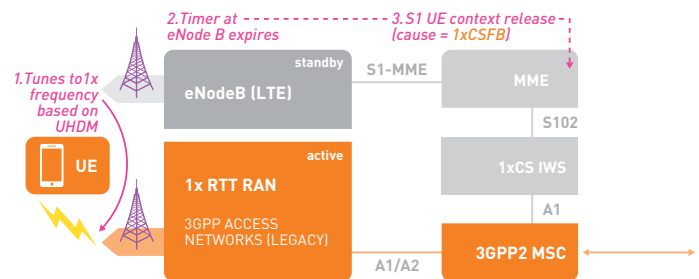 2.Timer at
eNode B expires
3.S1 UE context release
(cause = 1xCSFB)
standby
S1-MME
eNodeB (LTE)
MME
1.Tunes to1x
frequency
based on
UHDM
S102
UE
active
1x RTT RAN
1xCS IWS
3GPP ACCESS
NETWORKS (LEGACY)
A1
A1/A2
3GPP2 MSC